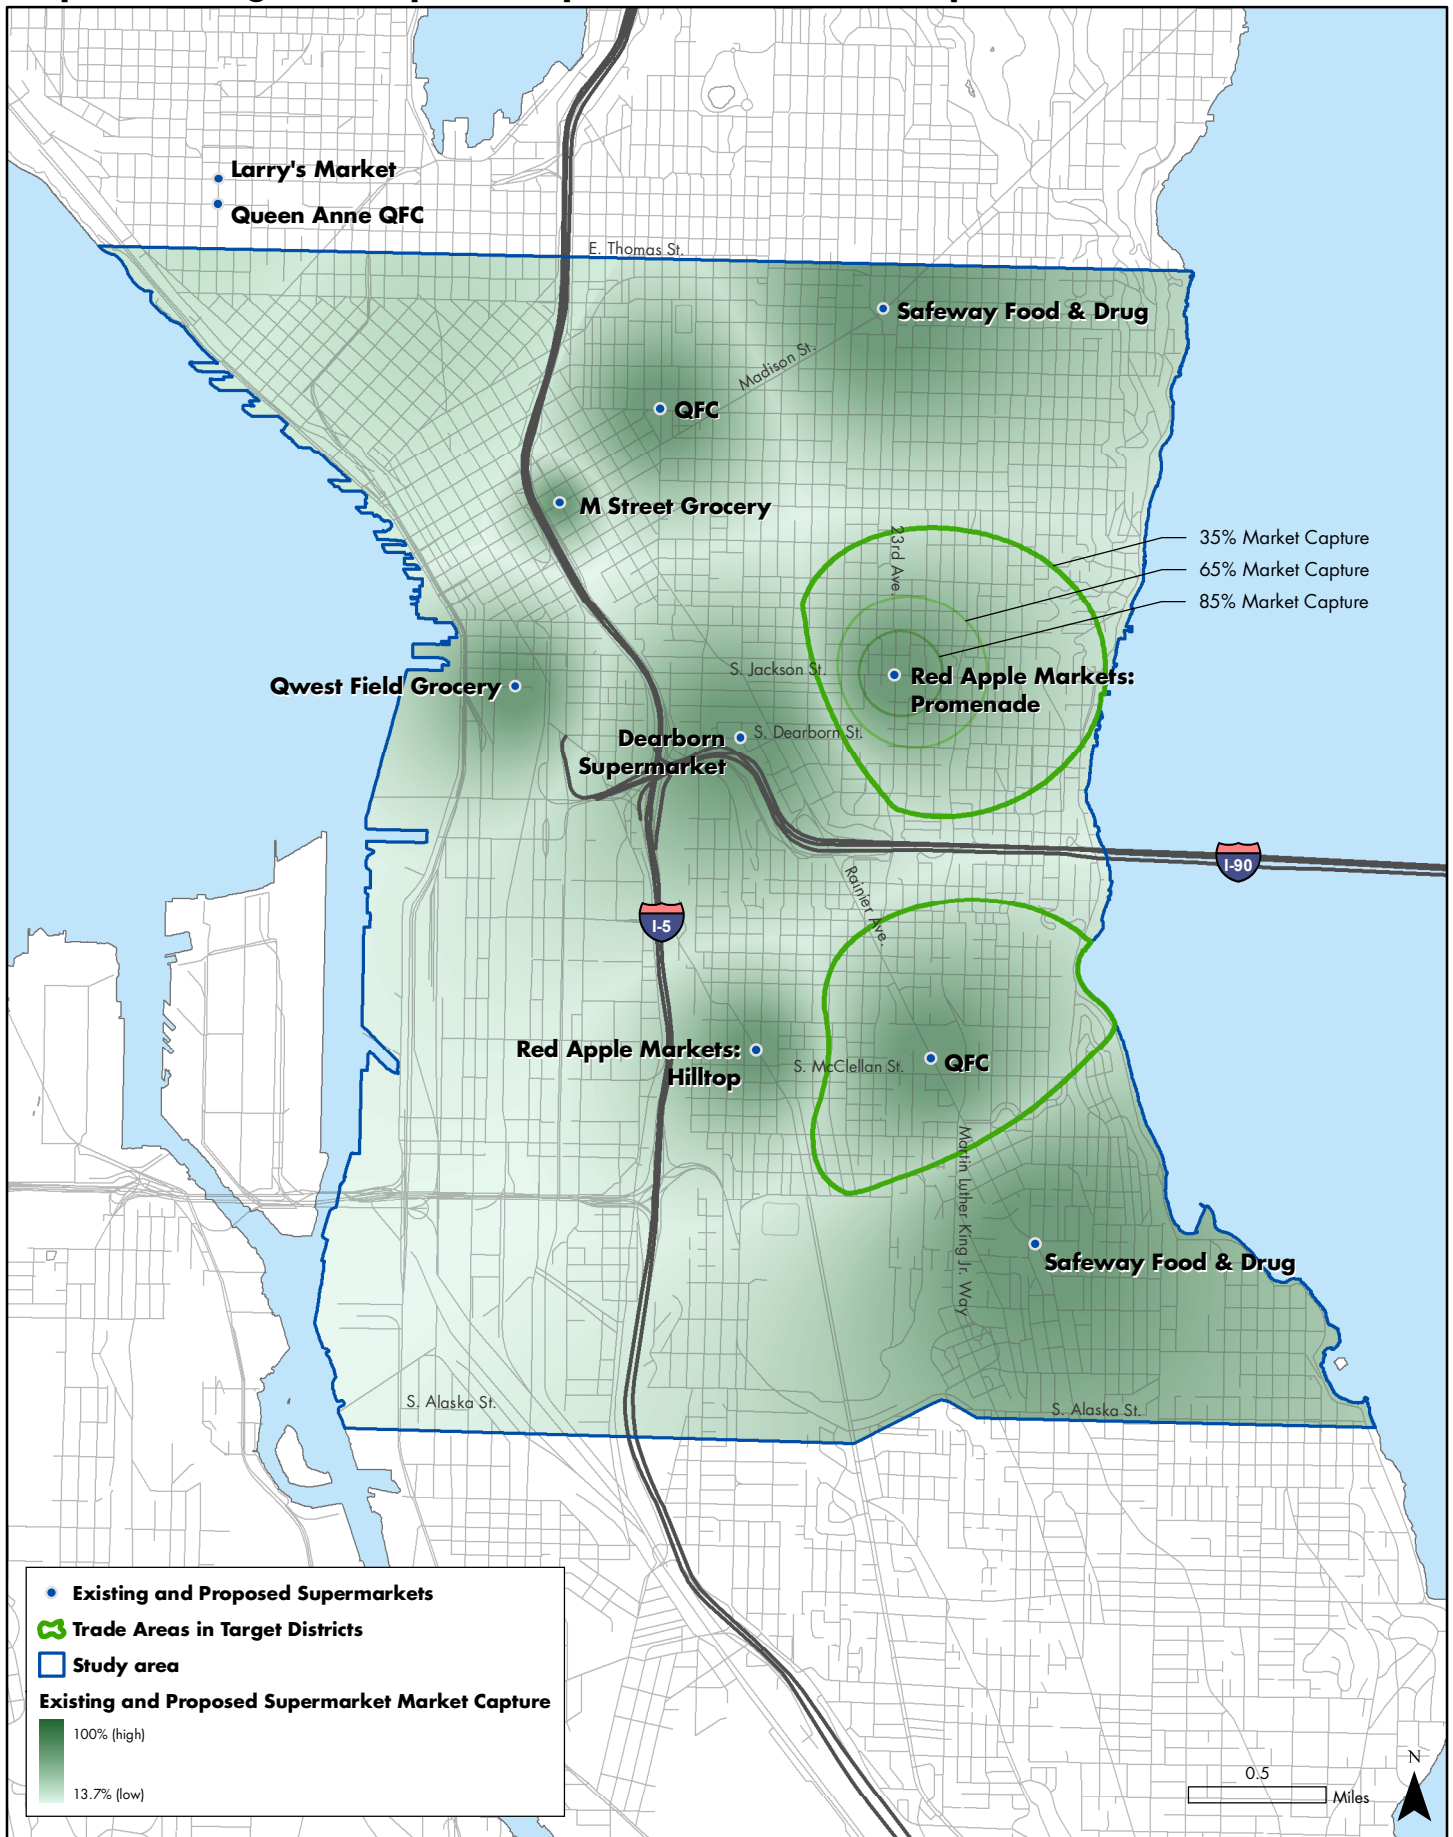 Larry's Market
Queen Anne QFC
E. Thomas St.
Safeway Food & Drug
Madison St.
QFC
M Street Grocery
23rd Ave.
35% Market Capture
65% Market Capture
85% Market Capture
S. Jackson St.
Red Apple Markets:
Promenade
Qwest Field Grocery
S. Dearborn St.
Dearborn
Supermarket
I-90
Rainier Ave.
I-5
Red Apple Markets:
Hilltop
S. McClellan St.
QFC
Martin Luther King Jr. Way
Safeway Food & Drug
S. Alaska St.
S. Alaska St.
Existing and Proposed Supermarkets
Trade Areas in Target Districts
Study area
Existing and Proposed Supermarket Market Capture
100% (high)
13.7% (low)
N
0.5
Miles